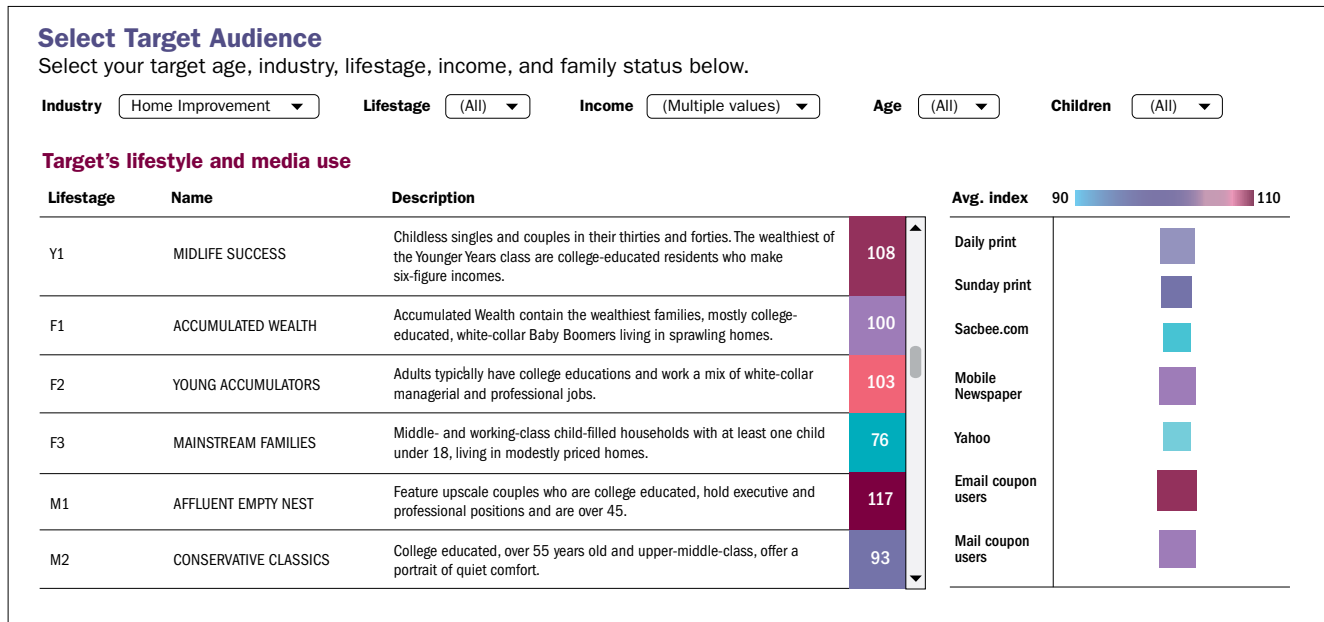 Select Target Audience
Select your target age, industry, lifestage, income, and family status below.
Industry Home Improvement Lifestage (All) Income (Multiple values) Age (All) Children (All)
Target's lifestyle and media use
Lifestage Name Description
Y1 MIDLIFE SUCCESS Childless singles and couples in their thirties and forties. The wealthiest of
the Younger Years class are college-educated residents who make
six-figure incomes.
108
F1 ACCUMULATED WEALTH Accumulated Wealth contain the wealthiest families, mostly college-
educated, white-collar Baby Boomers living in sprawling homes.
100
F2 YOUNG ACCUMULATORS Adults typically have college educations and work a mix of white-collar
managerial and professional jobs.
103
F3 MAINSTREAM FAMILIES Middle- and working-class child-filled households with at least one child
under 18, living in modestly priced homes.
76
M1 AFFLUENT EMPTY NEST Feature upscale couples who are college educated, hold executive and
professional positions and are over 45.
117
M2 CONSERVATIVE CLASSICS College educated, over 55 years old and upper-middle-class, offer a
portrait of quiet comfort.
93
Avg. index 90 110
Daily print
Sunday print
Sacbee.com
Mobile
Newspaper
Yahoo
Email coupon
users
Mail coupon
users